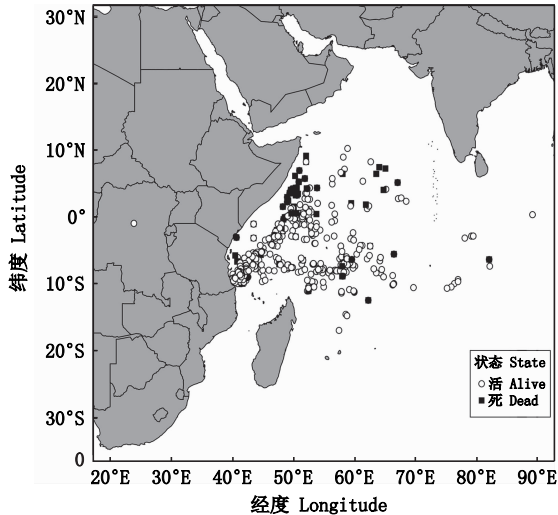 30°N
20°N
10°N
0°
10°S
20°S
30°S
0
纬度 Latitude
20°E 30°E 40°E 50°E 60°E 70°E 80°E 90°E
经度 Longitude
状态 State
活 Alive
死 Dead